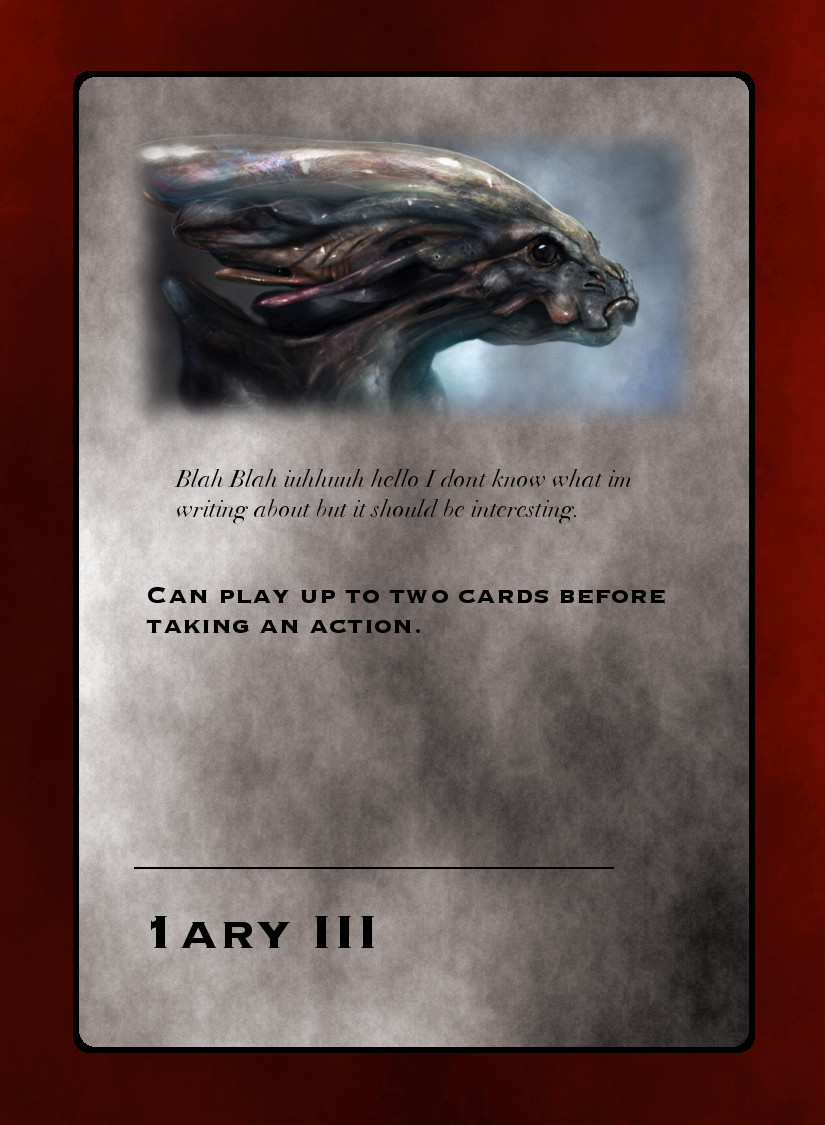 Blah Blah iuhhuuh hello I dont know what im
writing about but it should be interesting.
Can play up to two cards before
taking an action.
1ary III